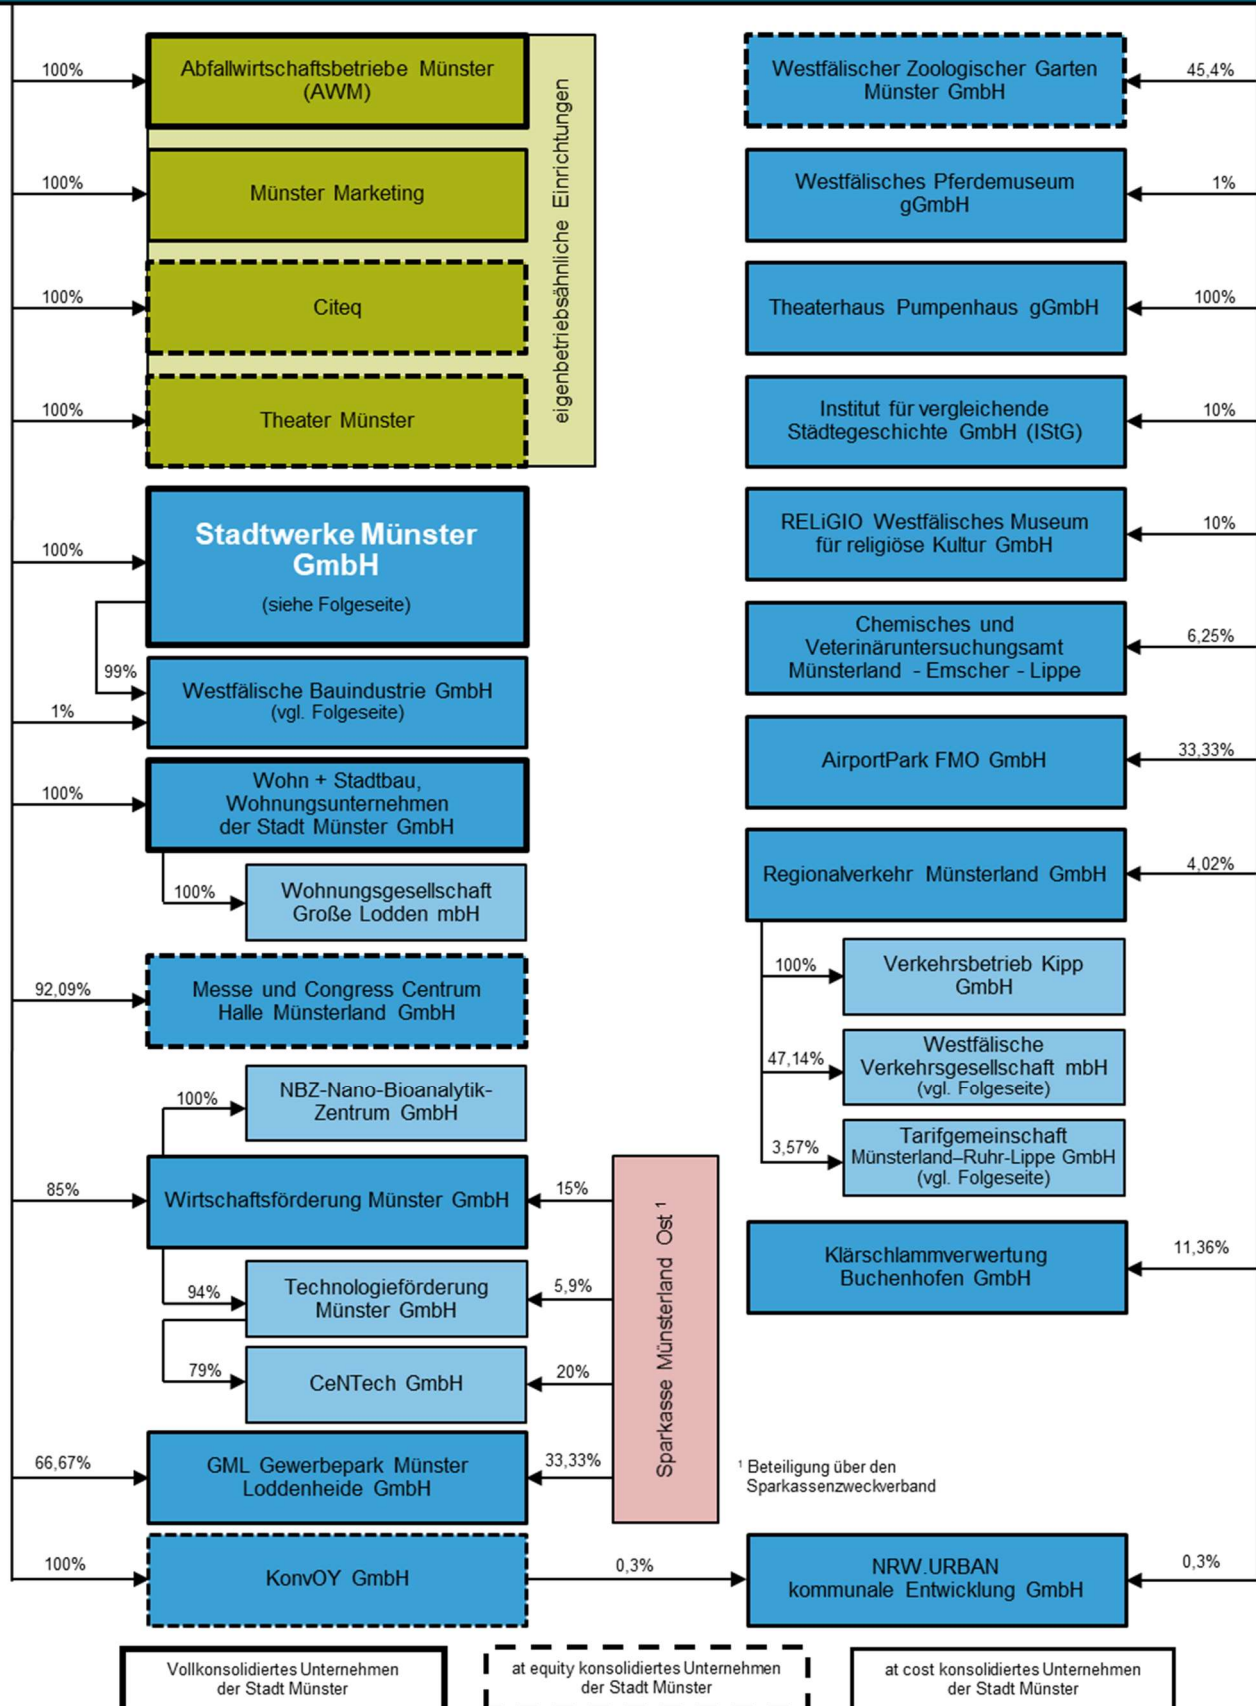 100%
Abfallwirtschaftsbetriebe Münster
(AWM)
100%
Münster Marketing
100%
Citeq
100%
Theater Münster
eigenbetriebsähnliche Einrichtungen
100%
Stadtwerke Münster
GmbH
(siehe Folgeseite)
99%
1%
Westfälische Bauindustrie GmbH
(vgl. Folgeseite)
100%
Wohn + Stadtbau,
Wohnungsunternehmen
der Stadt Münster GmbH
100%
Wohnungsgesellschaft
Große Lodden mbH
92,09%
Messe und Congress Centrum
Halle Münsterland GmbH
100%
NBZ-Nano-Bioanalytik-
Zentrum GmbH
85%
Wirtschaftsförderung Münster GmbH
15%
94%
Technologieförderung
Münster GmbH
5,9%
79%
CeNTech GmbH
20%
66,67%
GML Gewerbepark Münster
Loddenheide GmbH
33,33%
Sparkasse Münsterland Ost ¹
100%
KonvOY GmbH
0,3%
Westfälischer Zoologischer Garten
Münster GmbH
45,4%
Westfälisches Pferdemuseum
gGmbH
1%
Theaterhaus Pumpenhaus gGmbH
100%
Institut für vergleichende
Städtegeschichte GmbH (IStG)
10%
RELiGIO Westfälisches Museum
für religiöse Kultur GmbH
10%
Chemisches und
Veterinäruntersuchungsamt
Münsterland - Emscher - Lippe
6,25%
AirportPark FMO GmbH
33,33%
Regionalverkehr Münsterland GmbH
4,02%
100%
Verkehrsbetrieb Kipp
GmbH
47,14%
Westfälische
Verkehrsgesellschaft mbH
(vgl. Folgeseite)
3,57%
Tarifgemeinschaft
Münsterland–Ruhr-Lippe GmbH
(vgl. Folgeseite)
Klärschlammverwertung
Buchenhofen GmbH
11,36%
¹ Beteiligung über den
Sparkassenzweckverband
NRW.URBAN
kommunale Entwicklung GmbH
0,3%
Vollkonsolidiertes Unternehmen
der Stadt Münster
at equity konsolidiertes Unternehmen
der Stadt Münster
at cost konsolidiertes Unternehmen
der Stadt Münster